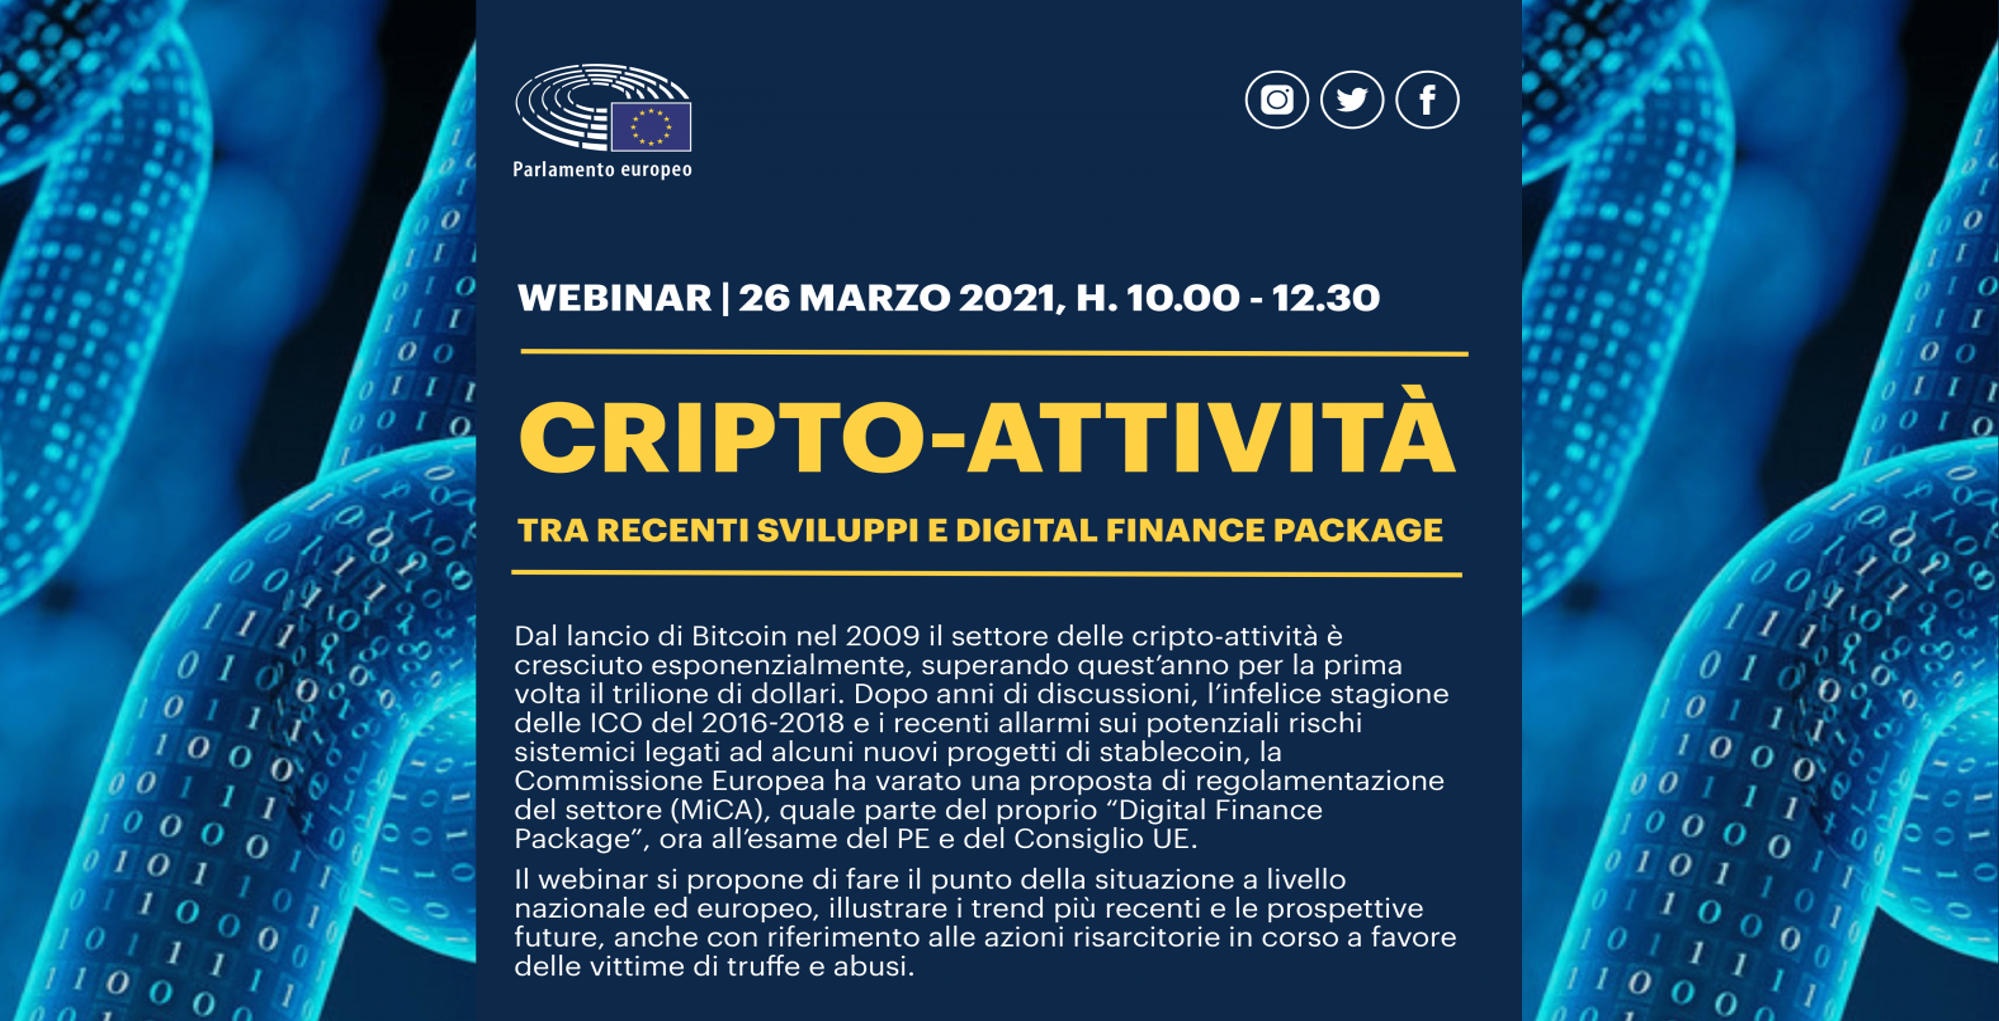 Parlamento europeo
WEBINAR | 26 MARZO 2021, H. 10.00 - 12.30
CRIPTO-ATTIVITÀ
TRA RECENTI SVILUPPI E DIGITAL FINANCE PACKAGE
Dal lancio di Bitcoin nel 2009 il settore delle cripto-attività è
cresciuto esponenzialmente, superando quest’anno per la prima
volta il trilione di dollari. Dopo anni di discussioni, l’infelice stagione
delle ICO del 2016-2018 e i recenti allarmi sui potenziali rischi
sistemici legati ad alcuni nuovi progetti di stablecoin, la
Commissione Europea ha varato una proposta di regolamentazione
del settore (MiCA), quale parte del proprio “Digital Finance
Package”, ora all’esame del PE e del Consiglio UE.
Il webinar si propone di fare il punto della situazione a livello
nazionale ed europeo, illustrare i trend più recenti e le prospettive
future, anche con riferimento alle azioni risarcitorie in corso a favore
delle vittime di truffe e abusi.